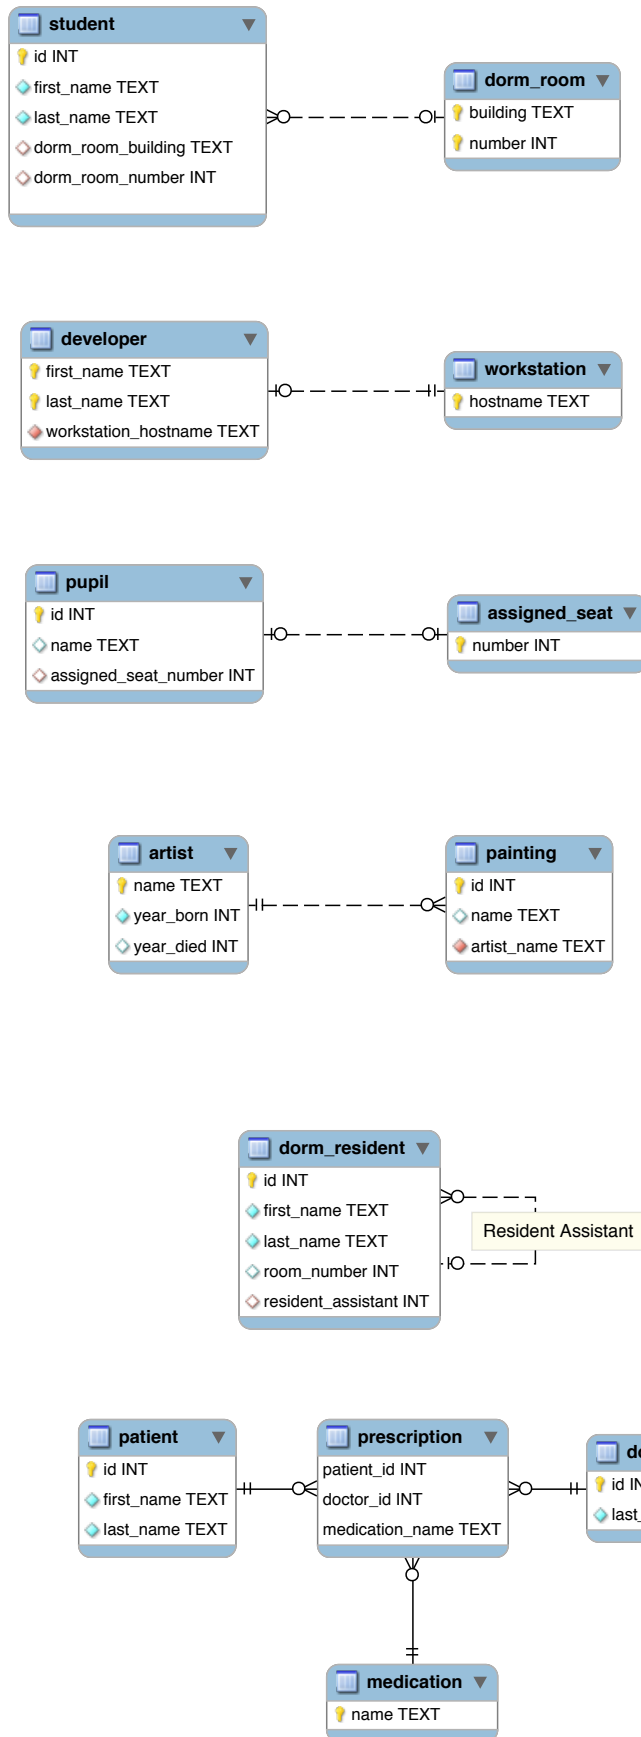 student
id INT
first_name TEXT
last_name TEXT
dorm_room_building TEXT
dorm_room_number INT
dorm_room
building TEXT
number INT
developer
first_name TEXT
last_name TEXT
workstation_hostname TEXT
workstation
hostname TEXT
pupil
id INT
name TEXT
assigned_seat_number INT
assigned_seat
number INT
artist
name TEXT
year_born INT
year_died INT
painting
id INT
name TEXT
artist_name TEXT
dorm_resident
id INT
first_name TEXT
last_name TEXT
room_number INT
resident_assistant INT
Resident Assistant
patient
id INT
first_name TEXT
last_name TEXT
prescription
patient_id INT
doctor_id INT
medication_name TEXT
id
medication
name TEXT